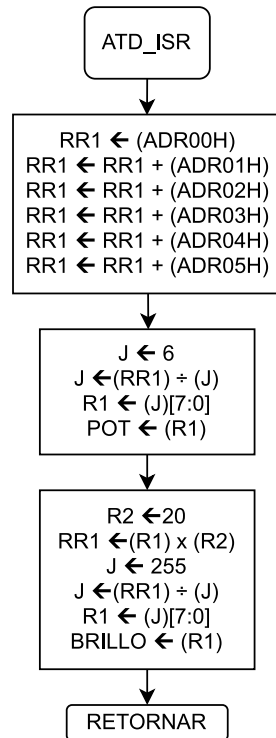 ATD_ISR
RR1 ← (ADR00H)
RR1 ← RR1 + (ADR01H)
RR1 ← RR1 + (ADR02H)
RR1 ← RR1 + (ADR03H)
RR1 ← RR1 + (ADR04H)
RR1 ← RR1 + (ADR05H)
J ← 6
J ←(RR1) ÷ (J)
R1 ← (J)[7:0]
POT ← (R1)
R2 ←20
RR1 ←(R1) x (R2)
J ← 255
J ←(RR1) ÷ (J)
R1 ← (J)[7:0]
BRILLO ← (R1)
RETORNAR